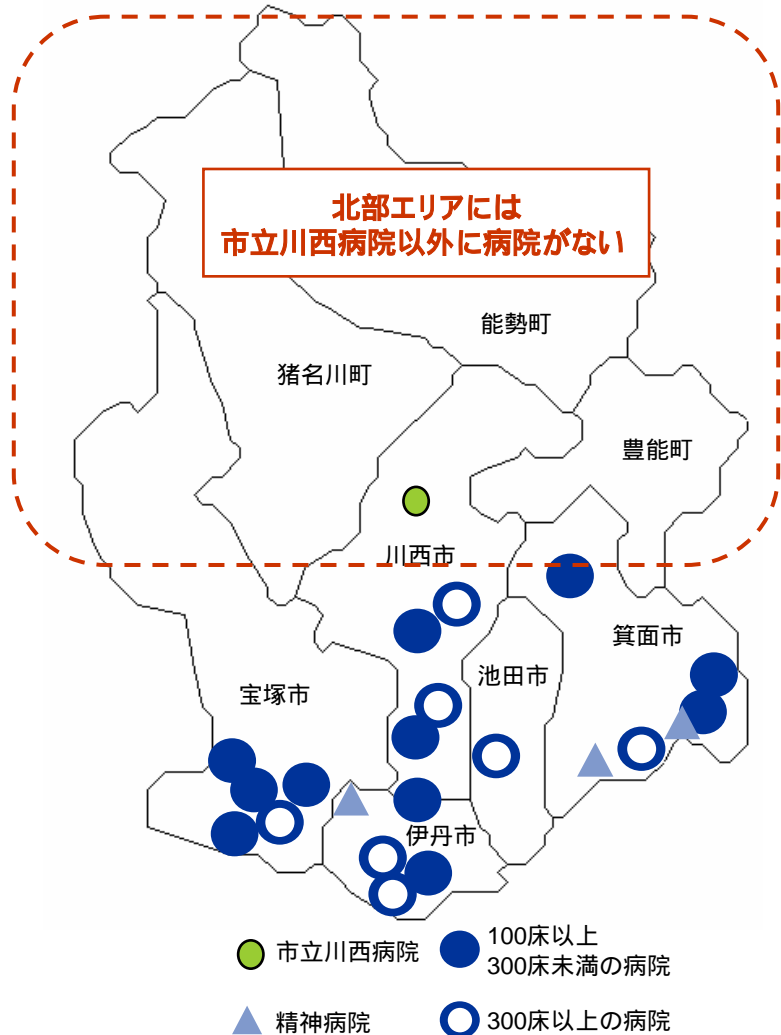 北部エリアには
市立川西病院以外に病院がない
能勢町
猪名川町
豊能町
川西市
箕面市
池田市
宝塚市
伊丹市
市立川西病院
100床以上
300床未満の病院
精神病院
300床以上の病院